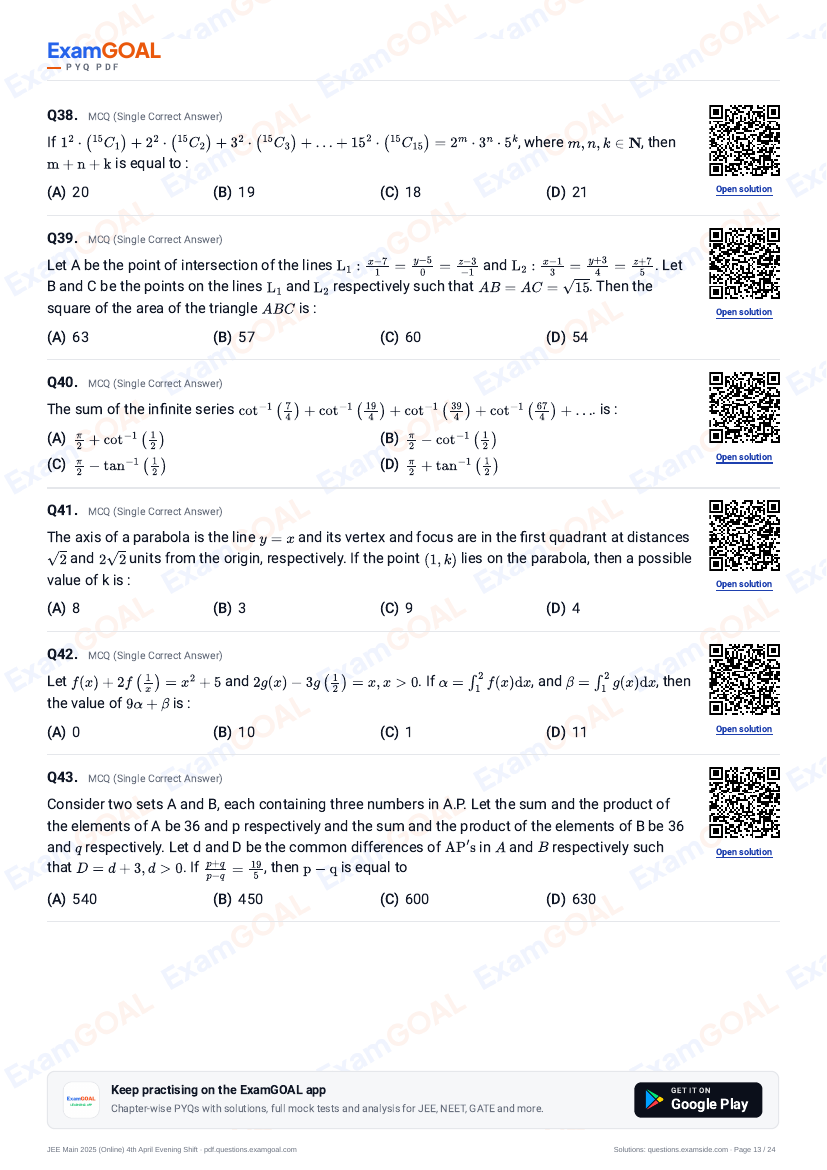 ExamGOAL
PYQ PDF
Q38. MCQ (Single Correct Answer)
If 1² · (¹⁵C₁) + 2² · (¹⁵C₂) + 3² · (¹⁵C₃) + … + 15² · (¹⁵C₁₅) = 2ᵐ · 3ⁿ · 5ᵏ, where m, n, k ∈ N, then
m + n + k is equal to :
(A) 20 (B) 19 (C) 18 (D) 21
Open solution
Q39. MCQ (Single Correct Answer)
Let A be the point of intersection of the lines L₁ : (x−7)/1 = (y−5)/0 = (z−3)/−1 and L₂ : (x−1)/3 = (y+3)/4 = (z+7)/5. Let
B and C be the points on the lines L₁ and L₂ respectively such that AB = AC = √15. Then the
square of the area of the triangle ABC is :
(A) 63 (B) 57 (C) 60 (D) 54
Open solution
Q40. MCQ (Single Correct Answer)
The sum of the infinite series cot⁻¹ (7/4) + cot⁻¹ (19/4) + cot⁻¹ (39/4) + cot⁻¹ (67/4) + …. is :
(A) π/2 + cot⁻¹ (1/2) (B) π/2 − cot⁻¹ (1/2)
(C) π/2 − tan⁻¹ (1/2) (D) π/2 + tan⁻¹ (1/2)
Open solution
Q41. MCQ (Single Correct Answer)
The axis of a parabola is the line y = x and its vertex and focus are in the first quadrant at distances
√2 and 2√2 units from the origin, respectively. If the point (1, k) lies on the parabola, then a possible
value of k is :
(A) 8 (B) 3 (C) 9 (D) 4
Open solution
Q42. MCQ (Single Correct Answer)
Let f(x) + 2f (1/x) = x² + 5 and 2g(x) − 3g (1/2) = x, x > 0. If α = ∫₁² f(x)dx, and β = ∫₁² g(x)dx, then
the value of 9α + β is :
(A) 0 (B) 10 (C) 1 (D) 11
Open solution
Q43. MCQ (Single Correct Answer)
Consider two sets A and B, each containing three numbers in A.P. Let the sum and the product of
the elements of A be 36 and p respectively and the sum and the product of the elements of B be 36
and q respectively. Let d and D be the common differences of AP′s in A and B respectively such
that D = d + 3, d > 0. If (p+q)/(p−q) = 19/5, then p − q is equal to
(A) 540 (B) 450 (C) 600 (D) 630
Open solution
Keep practising on the ExamGOAL app
Chapter-wise PYQs with solutions, full mock tests and analysis for JEE, NEET, GATE and more.
GET IT ON
Google Play
JEE Main 2025 (Online) 4th April Evening Shift · pdf.questions.examgoal.com
Solutions: questions.examside.com · Page 13 / 24